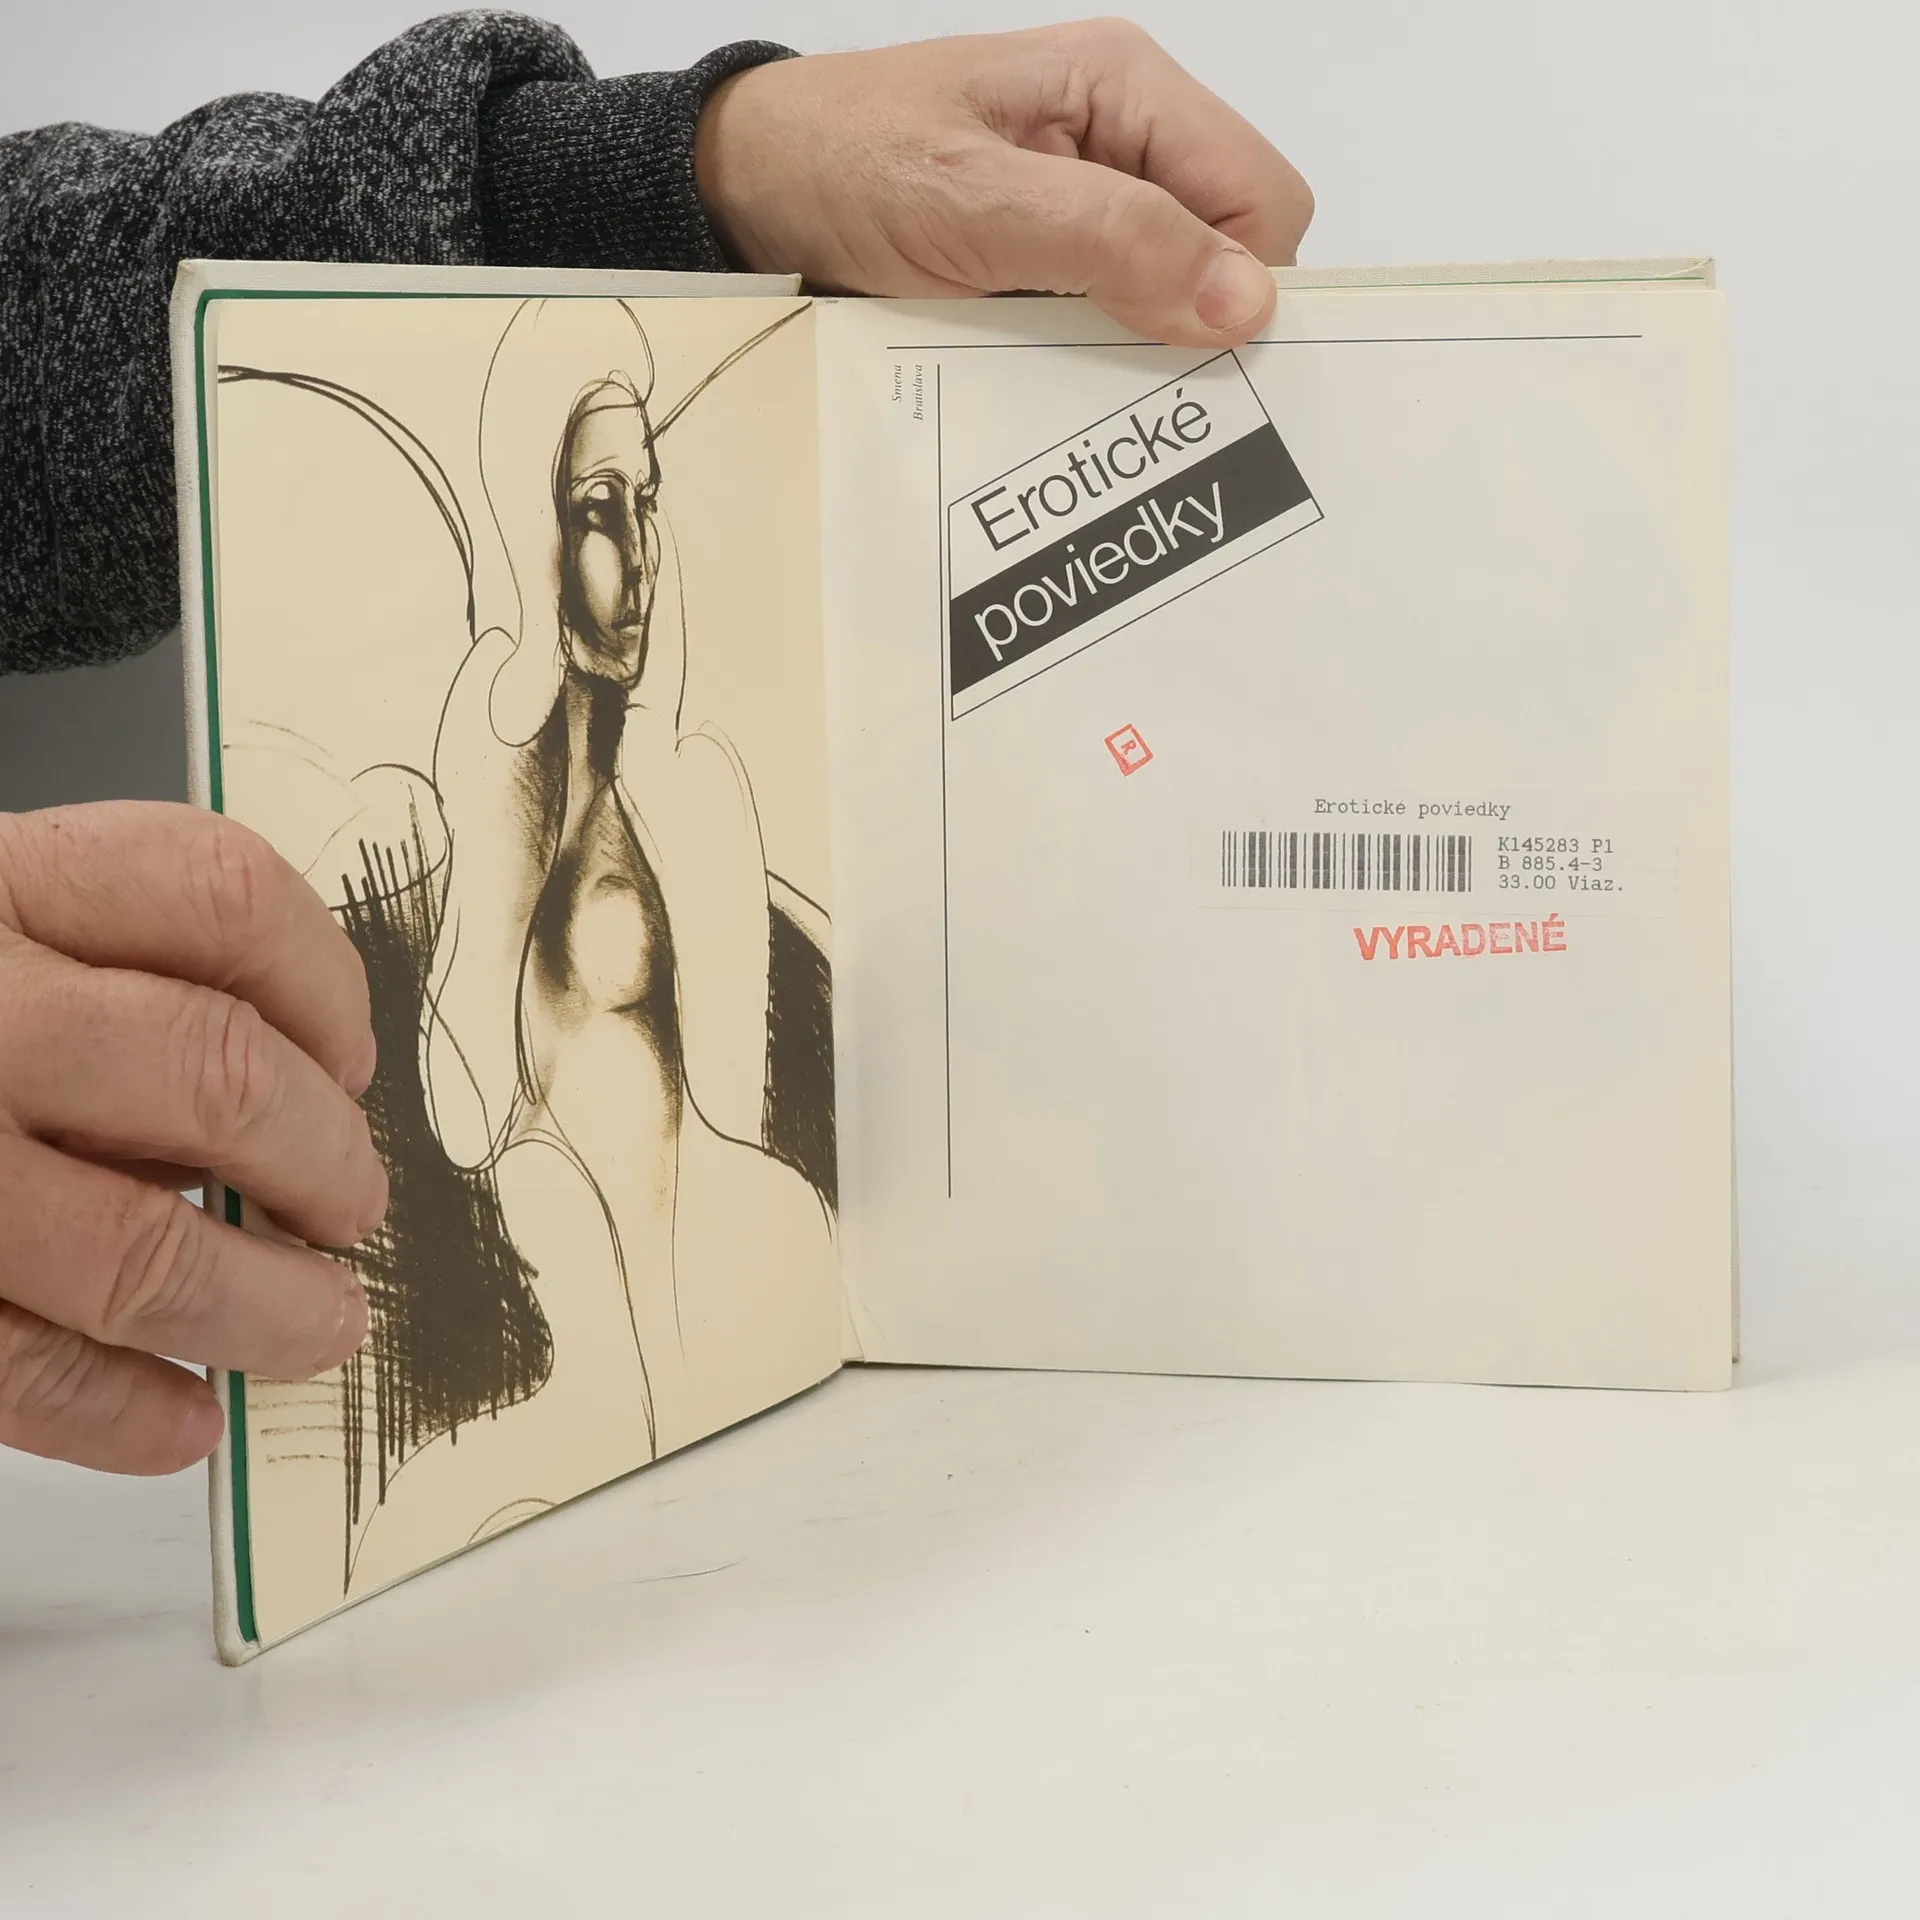 Smena
Bratislava
Erotické
poviedky
R
Erotické poviedky
K145283 P1
B 885.4-3
33.00 Viaz.
VYRADENÉ